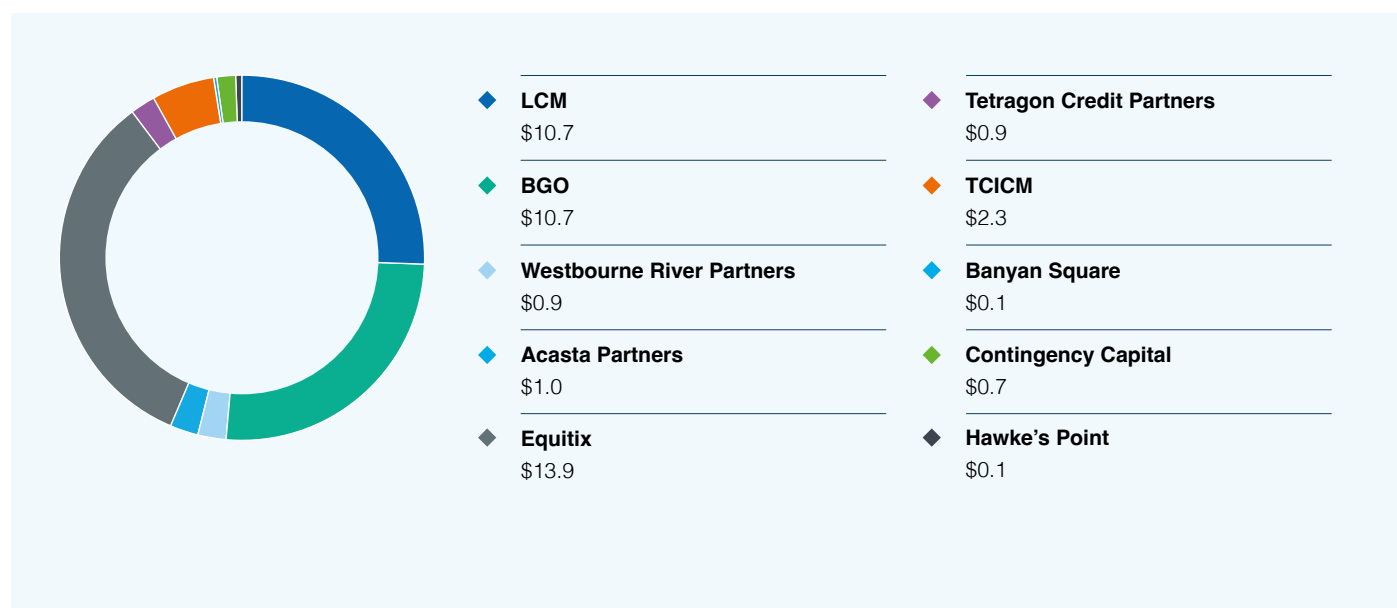 LCM
$10.7
BGO
$10.7
Westbourne River Partners
$0.9
Acasta Partners
$1.0
Equitix
$13.9
Tetragon Credit Partners
$0.9
TCICM
$2.3
Banyan Square
$0.1
Contingency Capital
$0.7
Hawke’s Point
$0.1